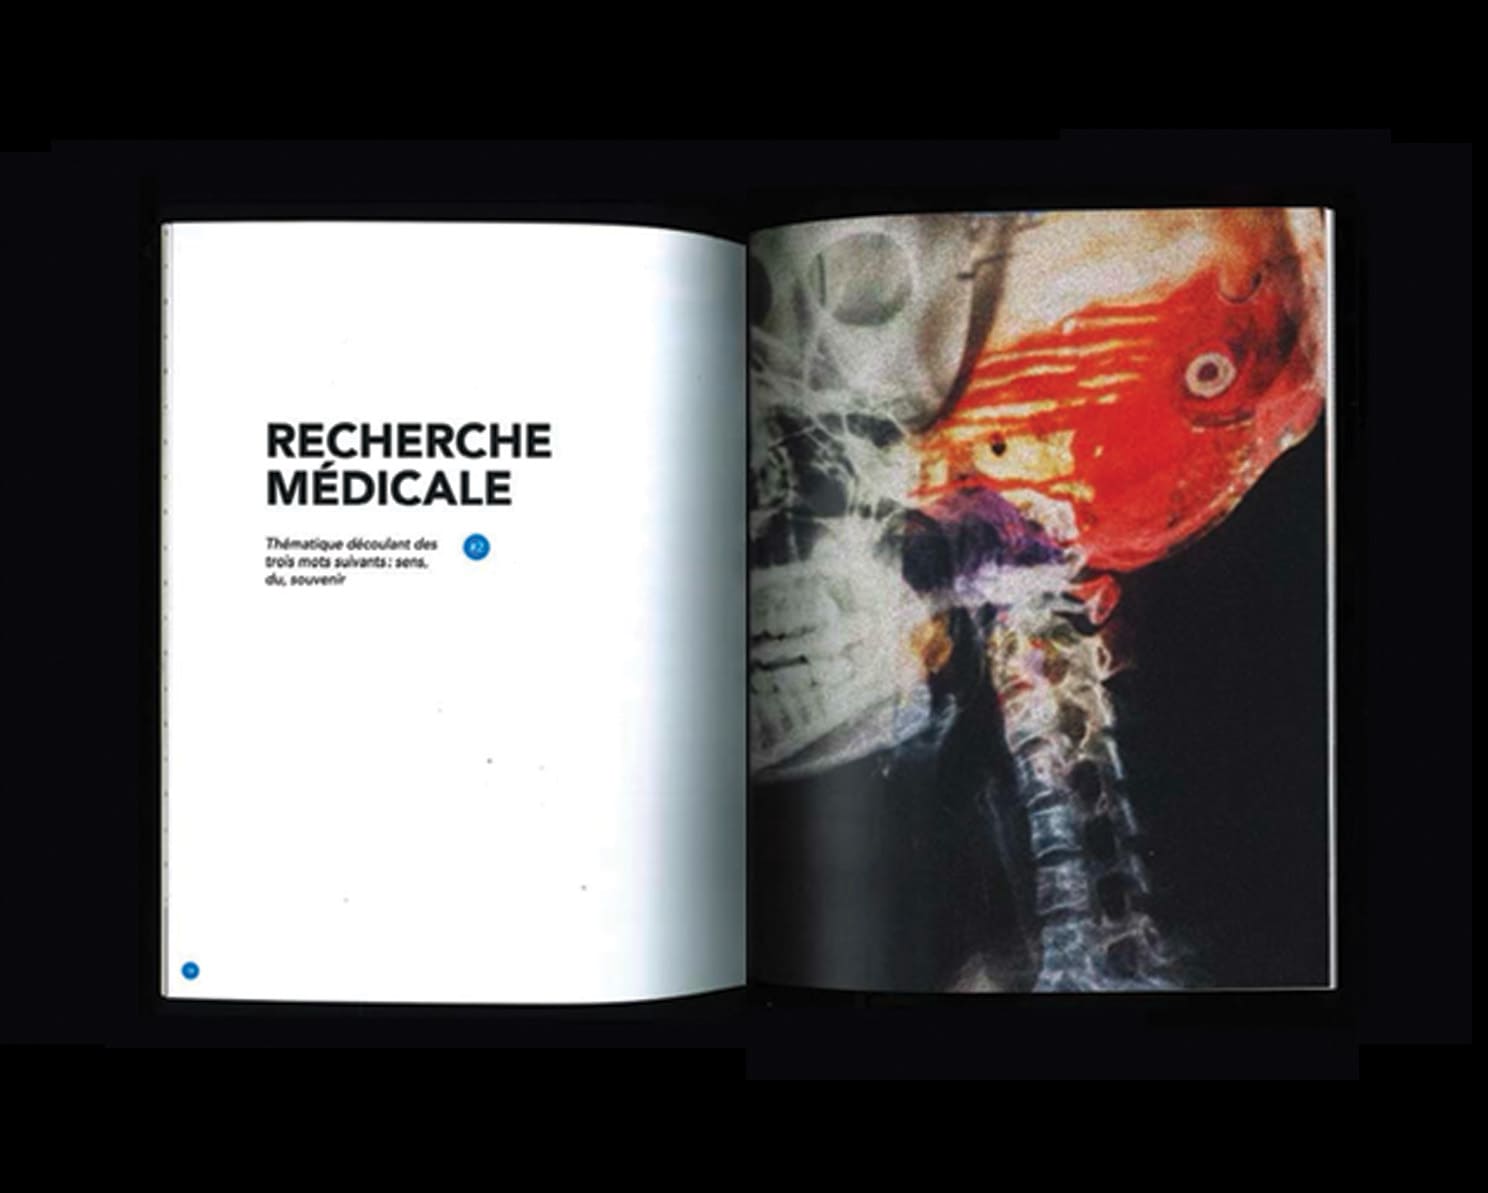 RECHERCHE
MÉDICALE
Thématique découlant des
trois mots suivants : sens,
du, souvenir
#2